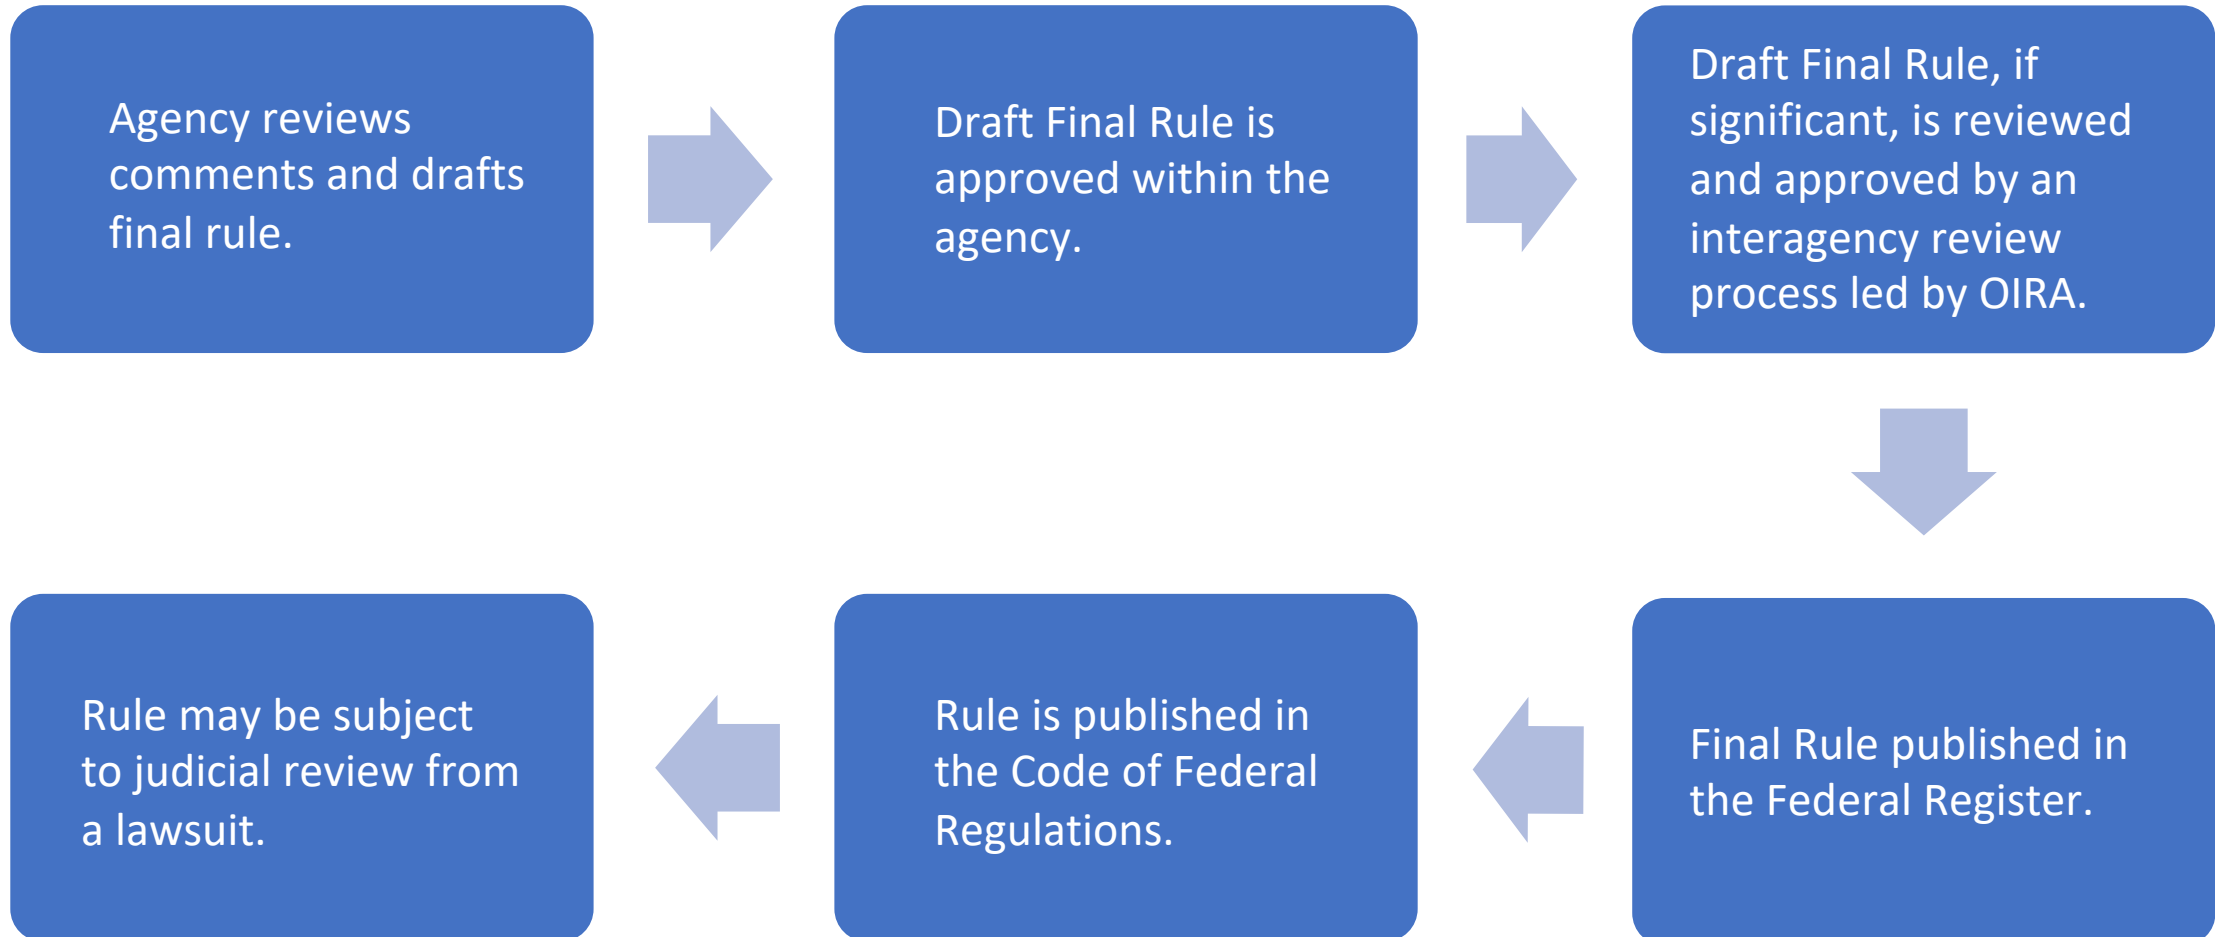 Agency reviews
comments and drafts
final rule.
Draft Final Rule is
approved within the
agency.
Draft Final Rule, if
significant, is reviewed
and approved by an
interagency review
process led by OIRA.
Final Rule published in
the Federal Register.
Rule is published in
the Code of Federal
Regulations.
Rule may be subject
to judicial review from
a lawsuit.